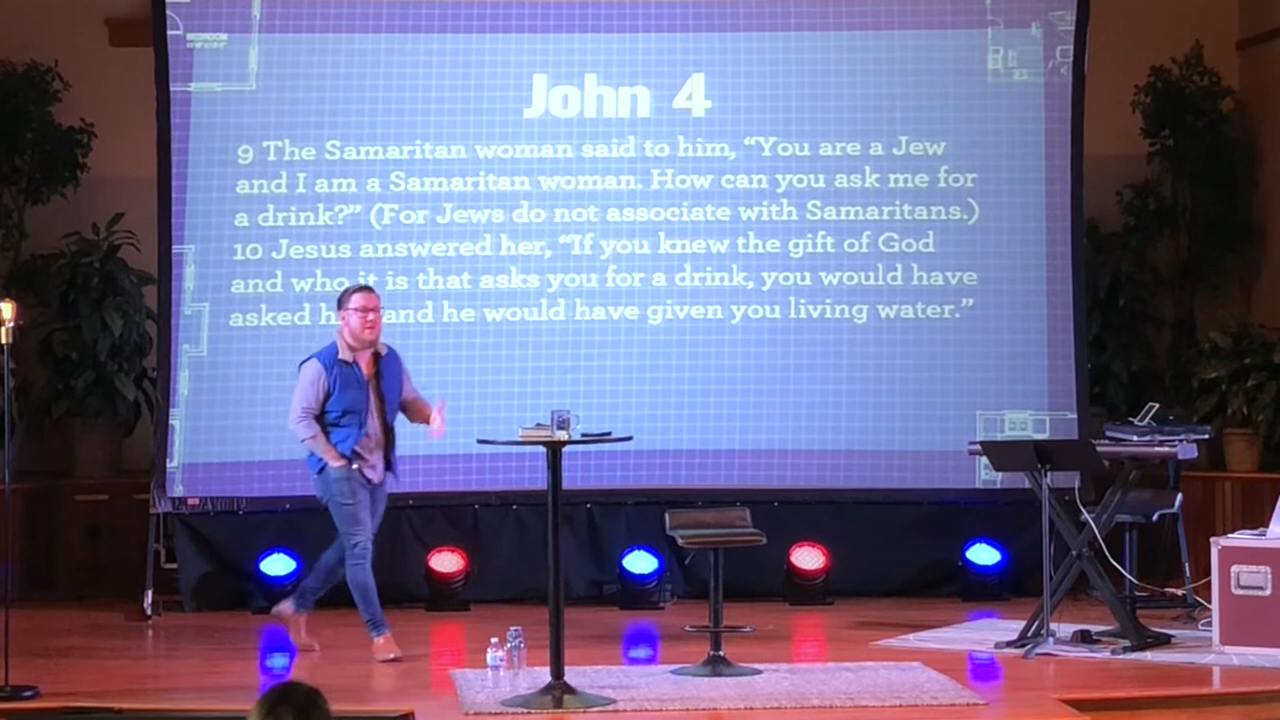 BEDROOM
John 4
9 The Samaritan woman said to him, “You are a Jew
and I am a Samaritan woman. How can you ask me for
a drink?” (For Jews do not associate with Samaritans.)
10 Jesus answered her, “If you knew the gift of God
and who it is that asks you for a drink, you would have
asked and he would have given you living water.”